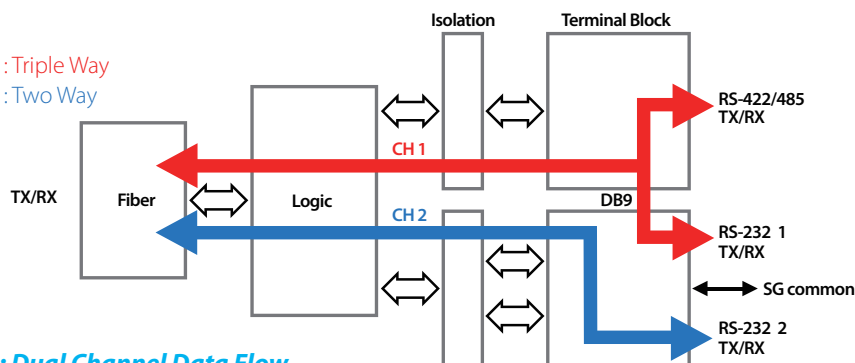 Isolation
Terminal Block
: Triple Way
: Two Way
RS-422/485
TX/RX
CH 1
TX/RX
Fiber
Logic
DB9
CH 2
RS-232 1
TX/RX
SG common
RS-232 2
TX/RX
: Dual Channel Data Flow